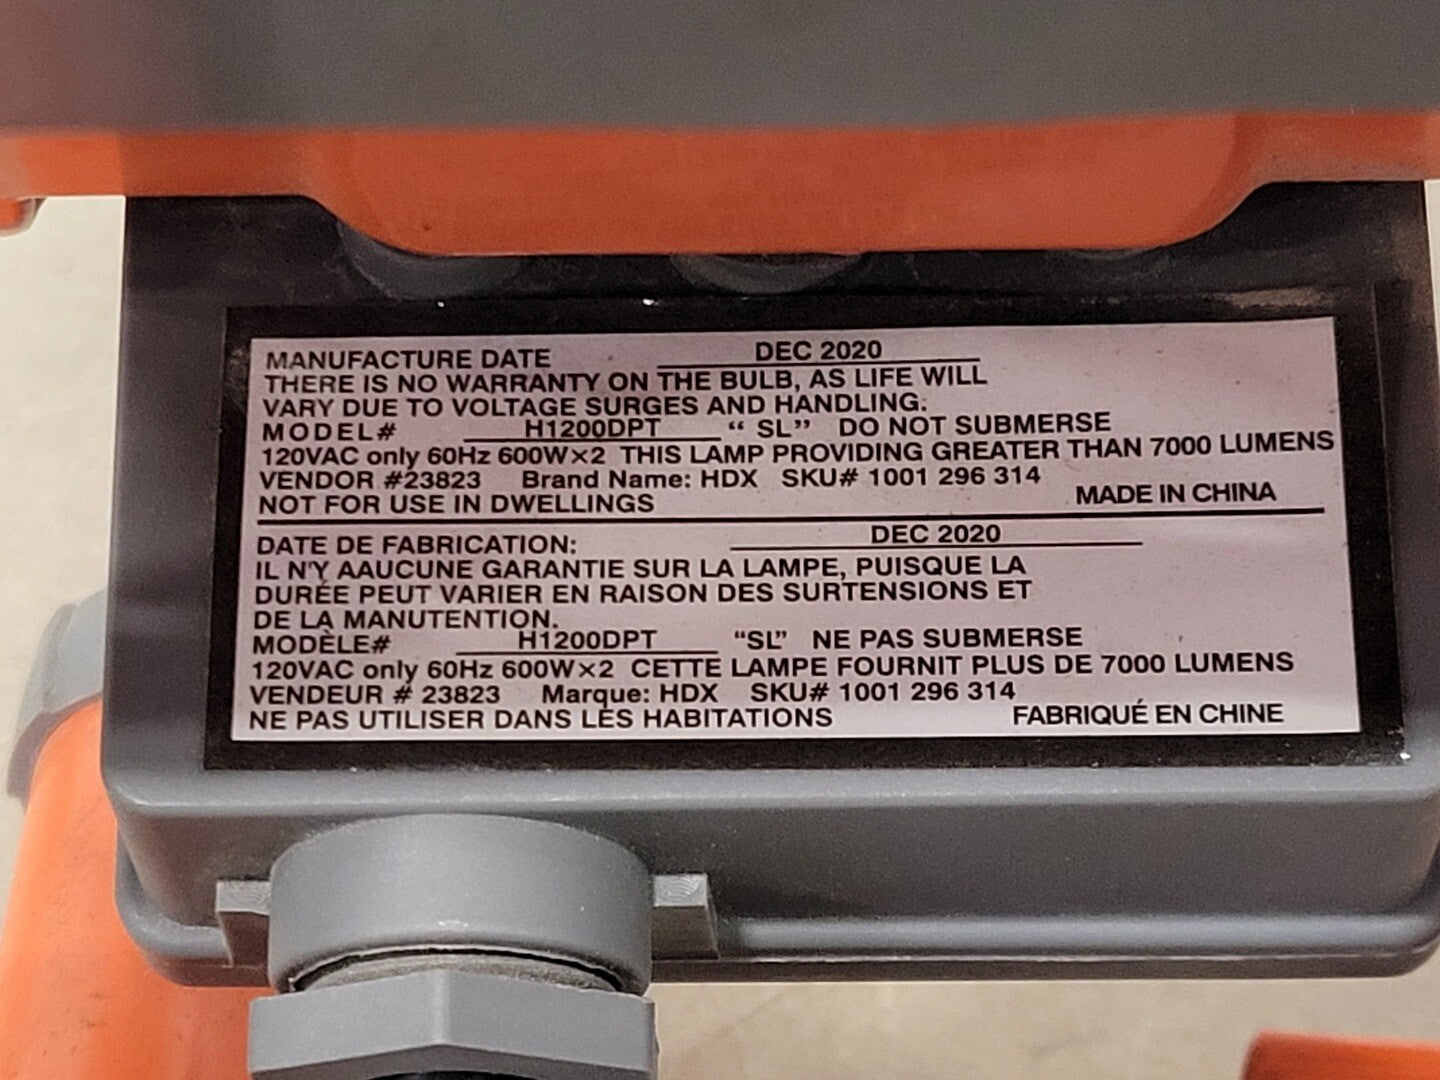 MANUFACTURE DATE DEC 2020
THERE IS NO WARRANTY ON THE BULB, AS LIFE WILL
VARY DUE TO VOLTAGE SURGES AND HANDLING.
MODEL# H1200DPT “SL” DO NOT SUBMERSE
120VAC only 60Hz 600W×2 THIS LAMP PROVIDING GREATER THAN 7000 LUMENS
VENDOR #23823 Brand Name: HDX SKU# 1001 296 314
NOT FOR USE IN DWELLINGS MADE IN CHINA
DATE DE FABRICATION: DEC 2020
IL N'Y AAUCUNE GARANTIE SUR LA LAMPE, PUISQUE LA
DURÉE PEUT VARIER EN RAISON DES SURTENSIONS ET
DE LA MANUTENTION.
MODÈLE# H1200DPT “SL” NE PAS SUBMERSE
120VAC only 60Hz 600W×2 CETTE LAMPE FOURNIT PLUS DE 7000 LUMENS
VENDEUR # 23823 Marque: HDX SKU# 1001 296 314
NE PAS UTILISER DANS LES HABITATIONS FABRIQUÉ EN CHINE